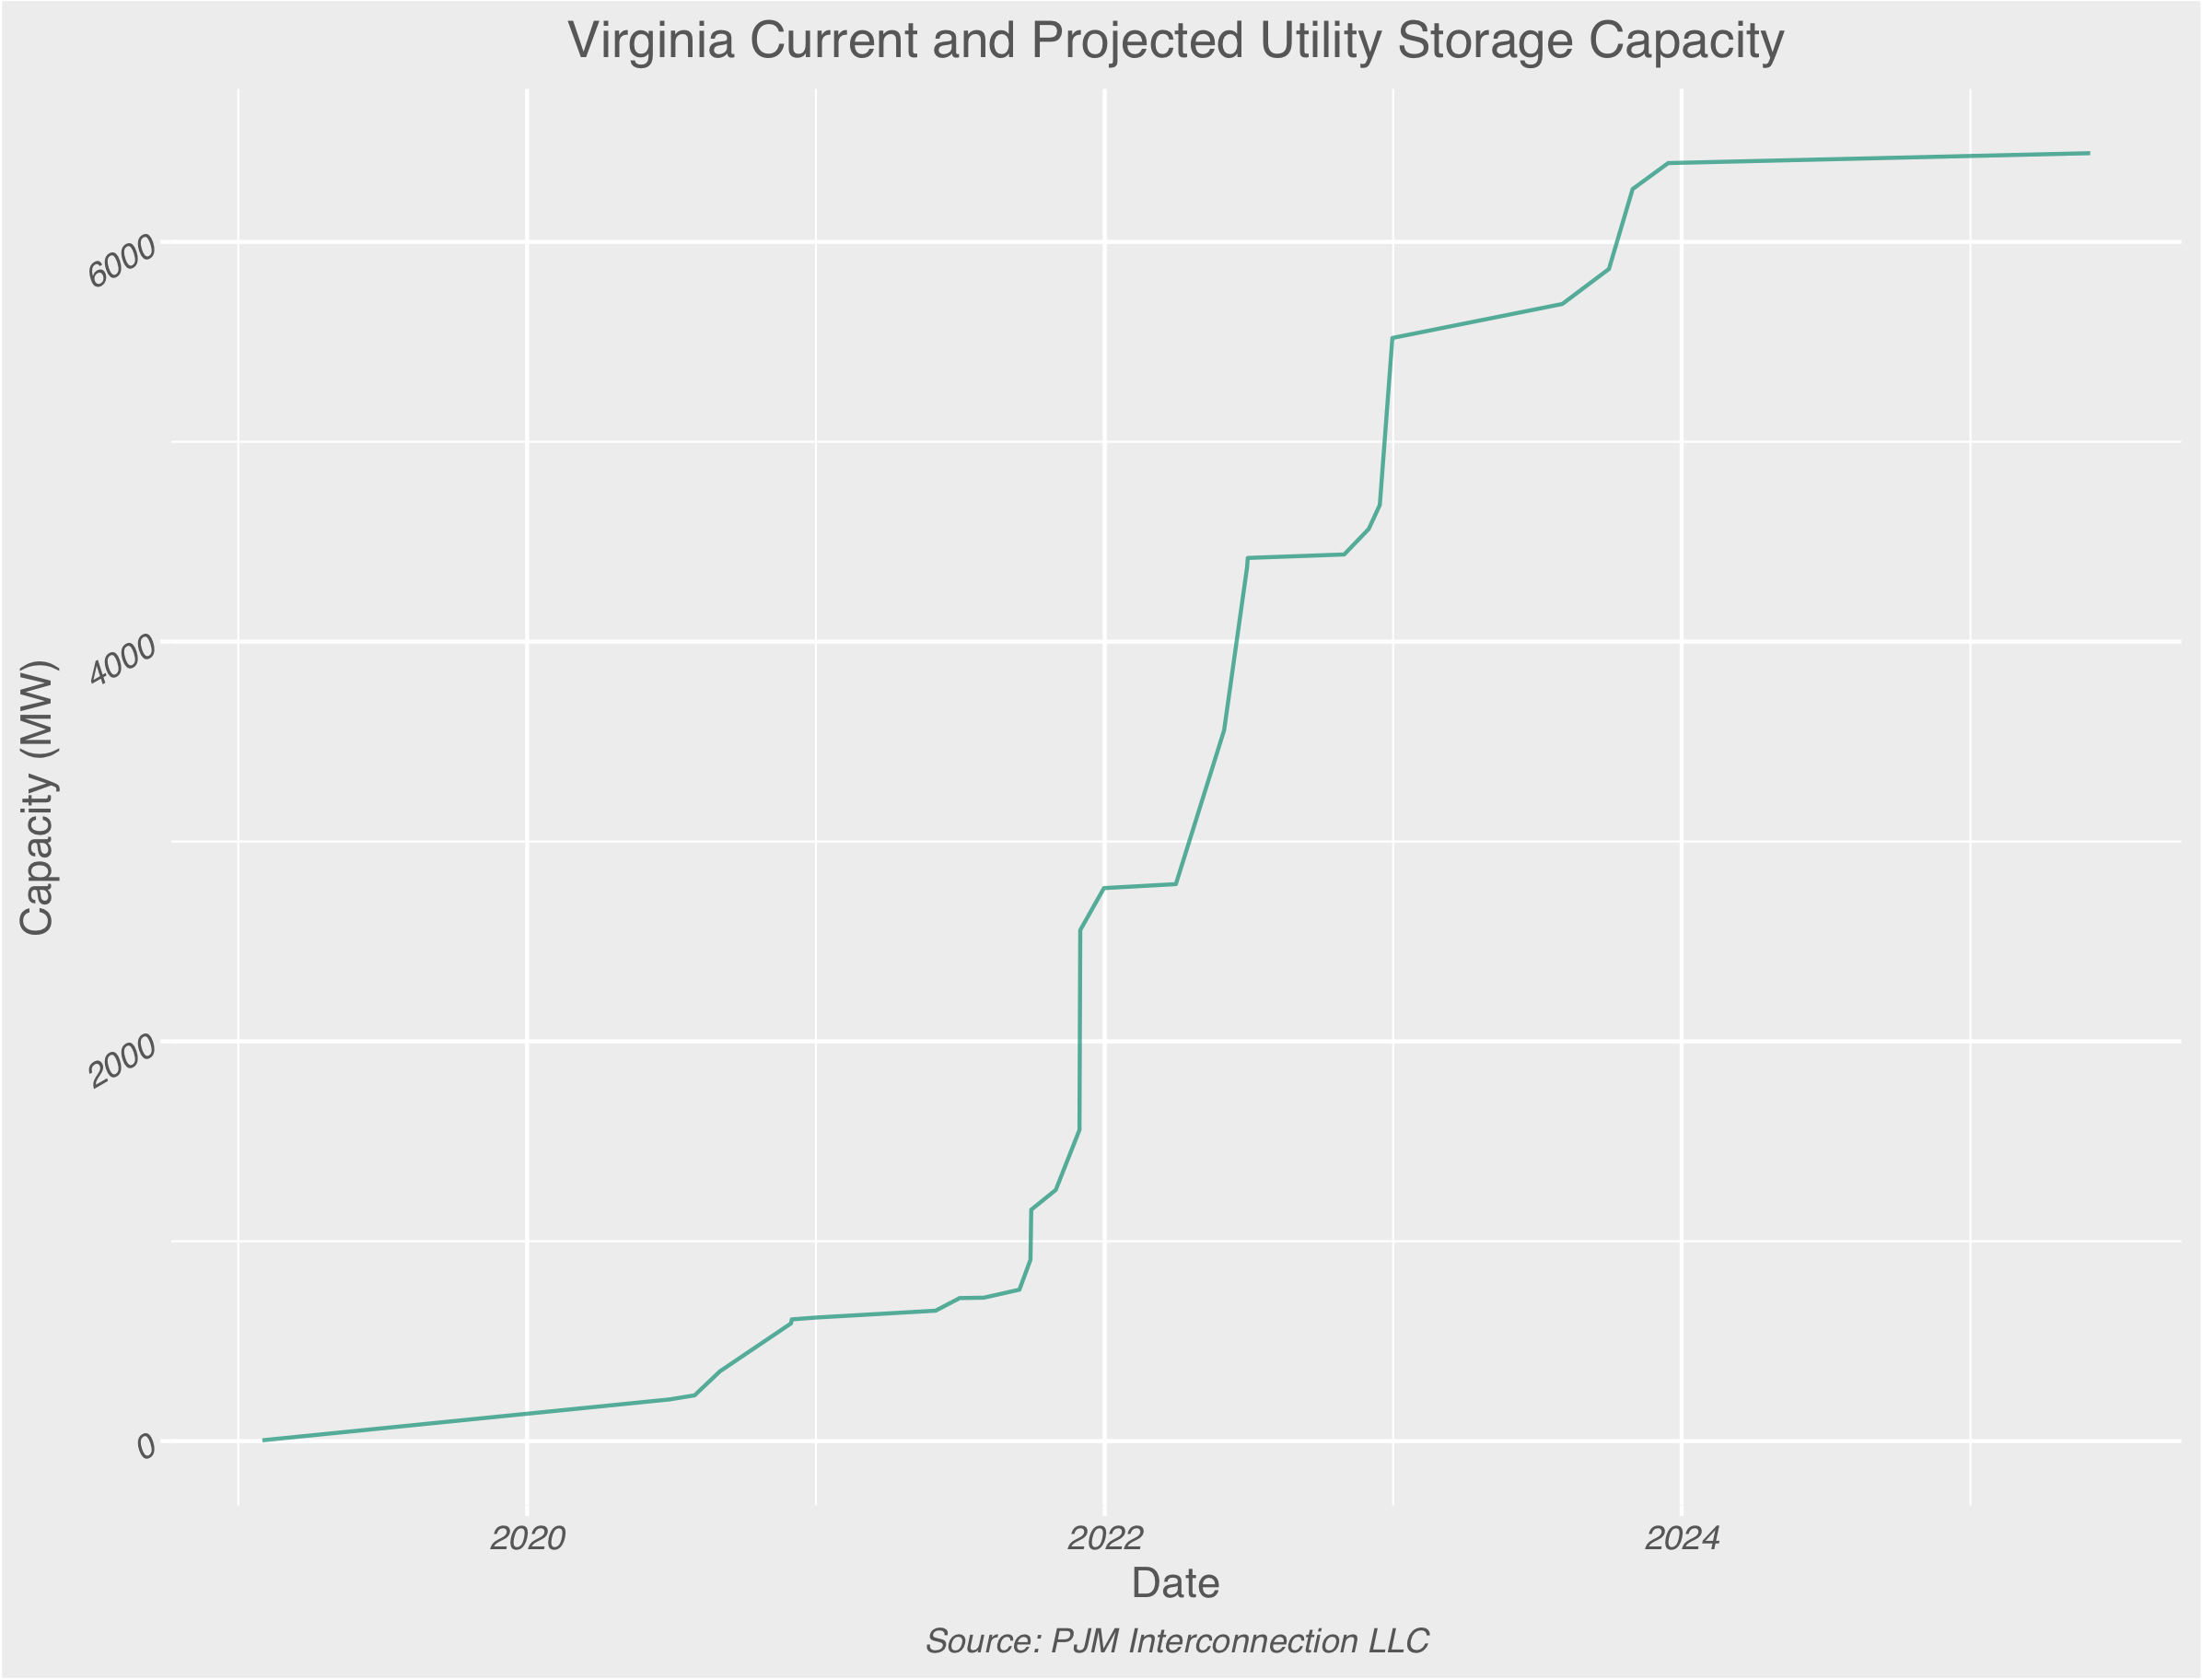 Virginia Current and Projected Utility Storage Capacity
Capacity (MW)
6000
4000
2000
0
2020 2022 2024
Date
Source: PJM Interconnection LLC